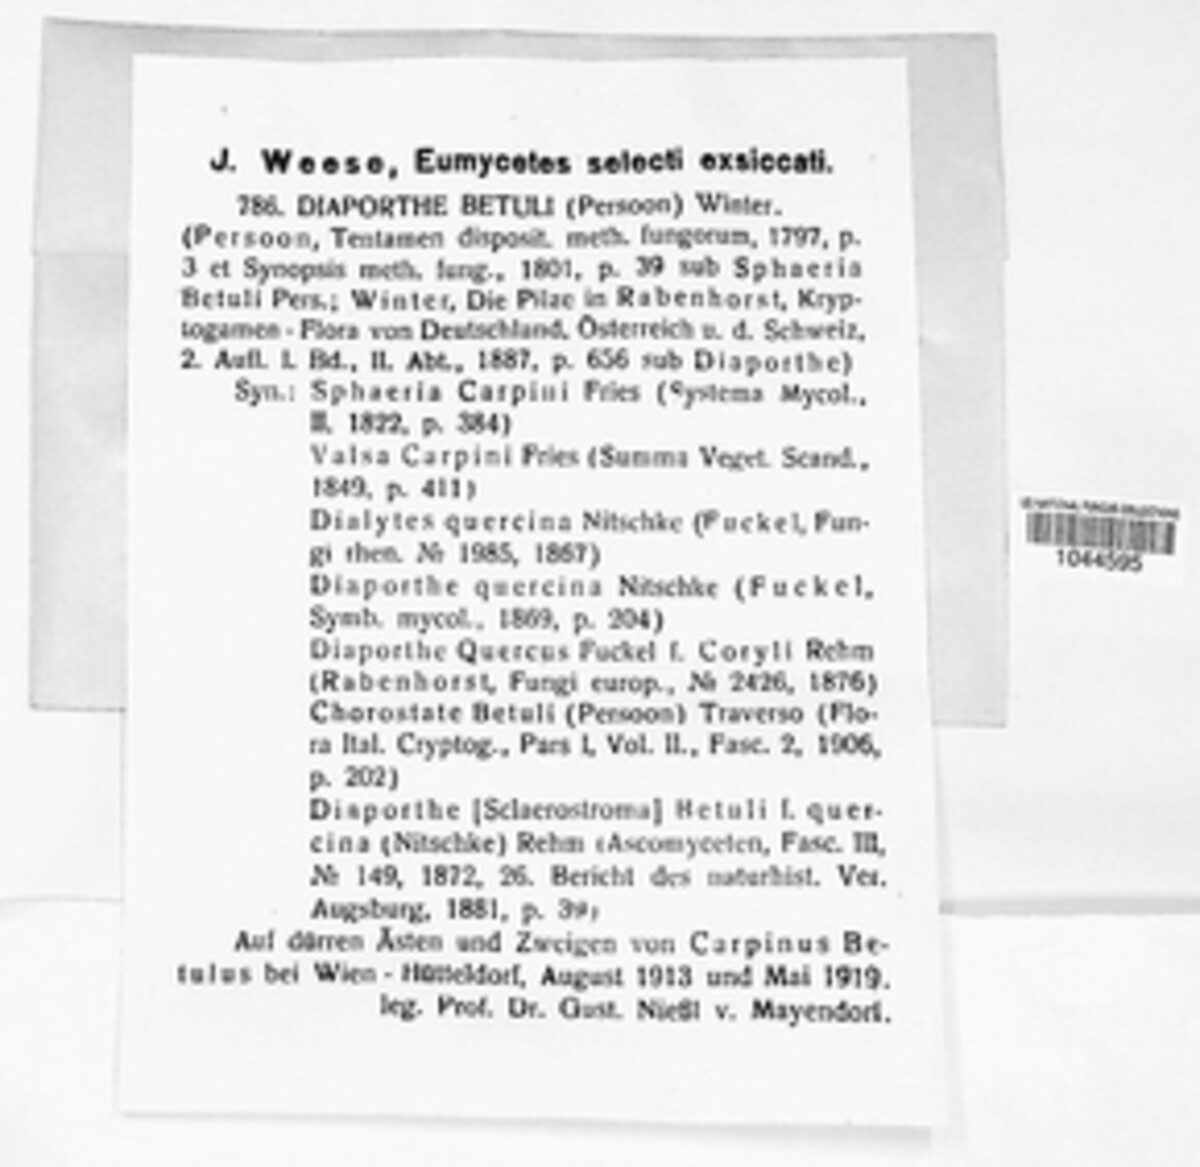 J. Weese, Eumycetes selecti exsiccati.
786. DIAPORTHE BETULI (Persoon) Winter.
(Persoon, Tentamen disposit. meth. fungorum, 1797, p.
3 et Synopsis meth. fung., 1801, p. 39 sub Sphaeria
Betuli Pers.; Winter, Die Pilze in Rabenhorst, Kryp-
togamen-Flora von Deutschland, Österreich u. d. Schweiz,
2. Aufl. I. Bd., II. Abt., 1887, p. 656 sub Diaporthe)
Syn.: Sphaeria Carpini Fries (Systema Mycol.,
II, 1822, p. 384)
Valsa Carpini Fries (Summa Veget. Scand.,
1849, p. 411)
Dialytes quercina Nitschke (Fuckel, Fun-
gi rhen. № 1985, 1867)
Diaporthe quercina Nitschke (Fuckel,
Symb. mycol., 1869, p. 204)
Diaporthe Quercus Fuckel f. Coryli Rehm
(Rabenhorst, Fungi europ., № 2426, 1876)
Chorostate Betuli (Persoon) Traverso (Flo-
ra Ital. Cryptog., Pars I, Vol. II., Fasc. 2, 1906,
p. 202)
Diaporthe [Sclaerostroma] Betuli f. quer-
cina (Nitschke) Rehm (Ascomyceten, Fasc. III,
№ 149, 1872, 26. Bericht des naturhist. Ver.
Augsburg, 1881, p.
Auf dürren Ästen und Zweigen von Carpinus Be-
tulus bei Wien-Hütteldorf, August 1913 und Mai 1919.
leg. Prof. Dr. Gust. Nießl v. Mayendorf.
1044595